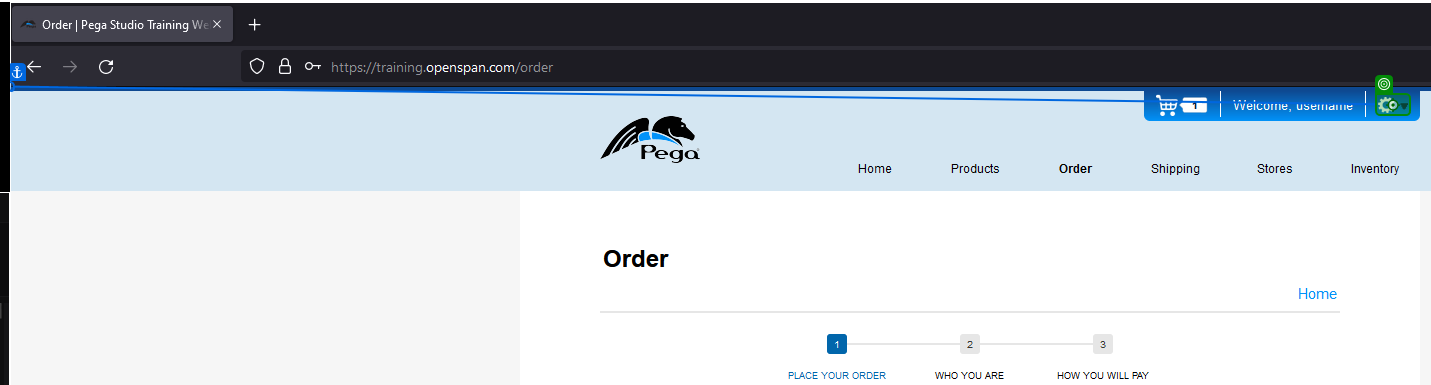 Order | Pega Studio Training We
https://training.openspan.com/order
1
Welcome, username
Pega
Home
Products
Order
Shipping
Stores
Inventory
Order
Home
1
2
3
PLACE YOUR ORDER
WHO YOU ARE
HOW YOU WILL PAY